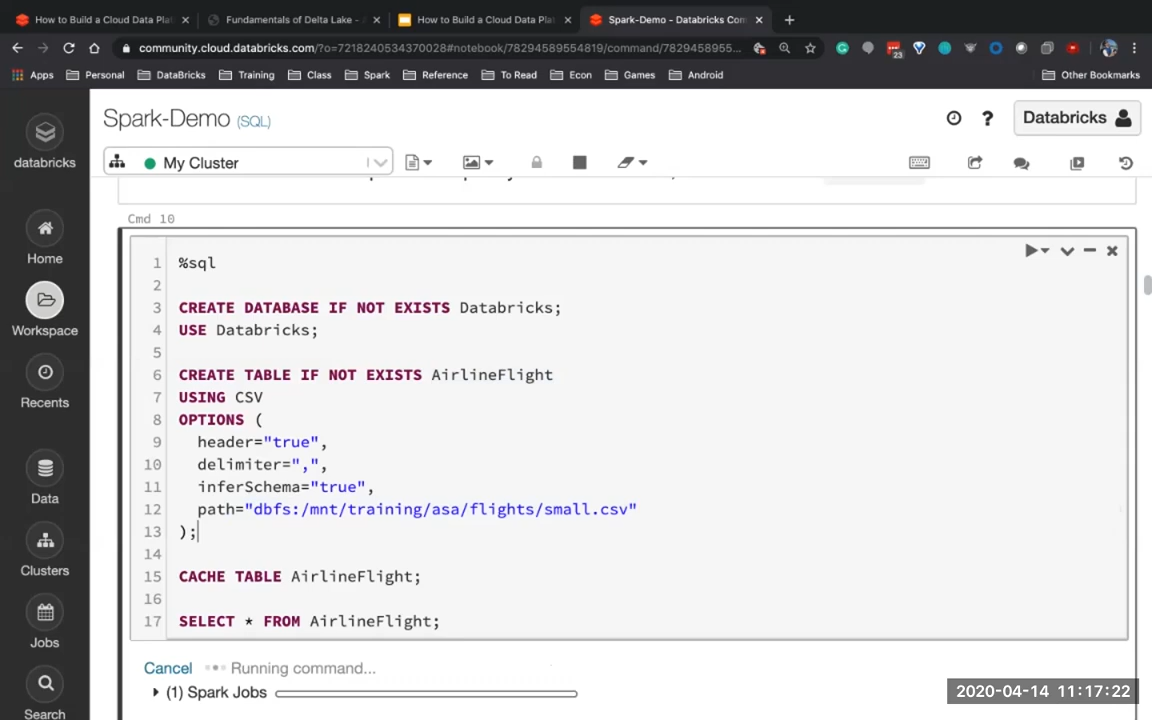 How to Build a Cloud Data Plat
Fundamentals of Delta Lake -
How to Build a Cloud Data Plat
Spark-Demo - Databricks Com
community.cloud.databricks.com/?o=7218240534370028#notebook/78294589554819/command/7829458955...
23
Apps Personal DataBricks Training Class Spark Reference To Read Econ Games Android Other Bookmarks
databricks
Home
Workspace
Recents
Data
Clusters
Jobs
Search
Spark-Demo (SQL)
? Databricks
My Cluster
Cmd 10
1 %sql
2
3 CREATE DATABASE IF NOT EXISTS Databricks;
4 USE Databricks;
5
6 CREATE TABLE IF NOT EXISTS AirlineFlight
7 USING CSV
8 OPTIONS (
9 header="true",
10 delimiter=",",
11 inferSchema="true",
12 path="dbfs:/mnt/training/asa/flights/small.csv"
13 );
14
15 CACHE TABLE AirlineFlight;
16
17 SELECT * FROM AirlineFlight;
Cancel Running command...
(1) Spark Jobs
2020-04-14 11:17:22